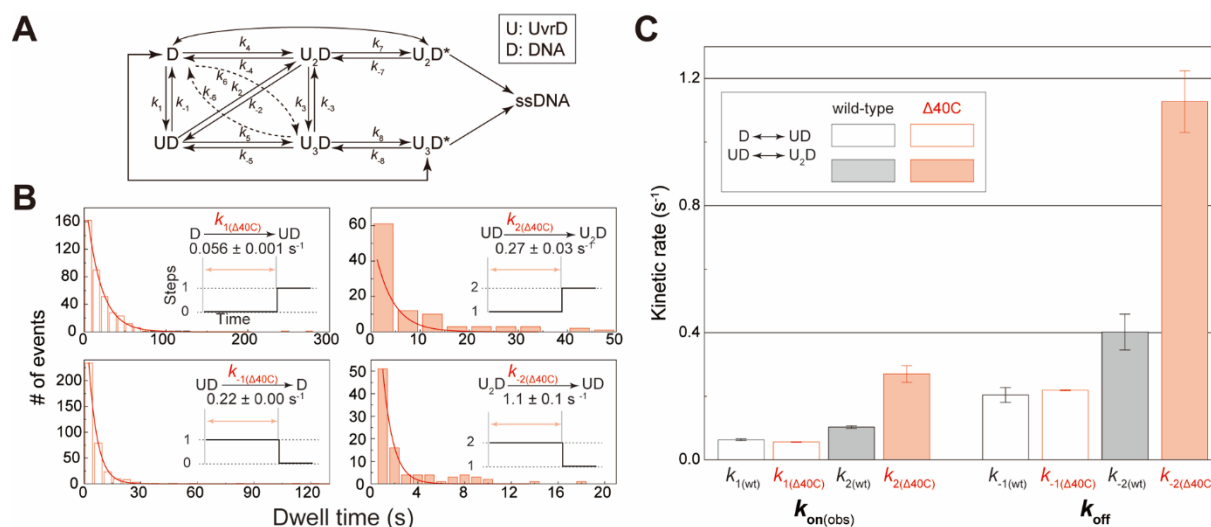 A
U: UvrD
D: DNA
D k4 k-4 U2D k7 k-7 U2D*
k6 k-6 k2 k-2
k1 k-1 k3 k-3
ssDNA
UD k5 k-5 U3D k8 k-8 U3D*
B
# of events
Dwell time (s)
160
120
80
40
0
0 100 200 300
k1(Δ40C)
D UD
0.056 ± 0.001 s-1
Steps
1
0
Time
60
40
20
0
0 10 20 30 40 50
k2(Δ40C)
UD U2D
0.27 ± 0.03 s-1
2
1
200
150
100
50
0
0 30 60 90 120
k-1(Δ40C)
UD D
0.22 ± 0.00 s-1
1
0
50
40
30
20
10
0
0 4 8 12 16 20
k-2(Δ40C)
U2D UD
1.1 ± 0.1 s-1
2
1
C
Kinetic rate (s-1)
1.2
0.8
0.4
0.0
wild-type Δ40C
D UD
UD U2D
k1(wt) k1(Δ40C) k2(wt) k2(Δ40C) k-1(wt) k-1(Δ40C) k-2(wt) k-2(Δ40C
kon(obs) koff